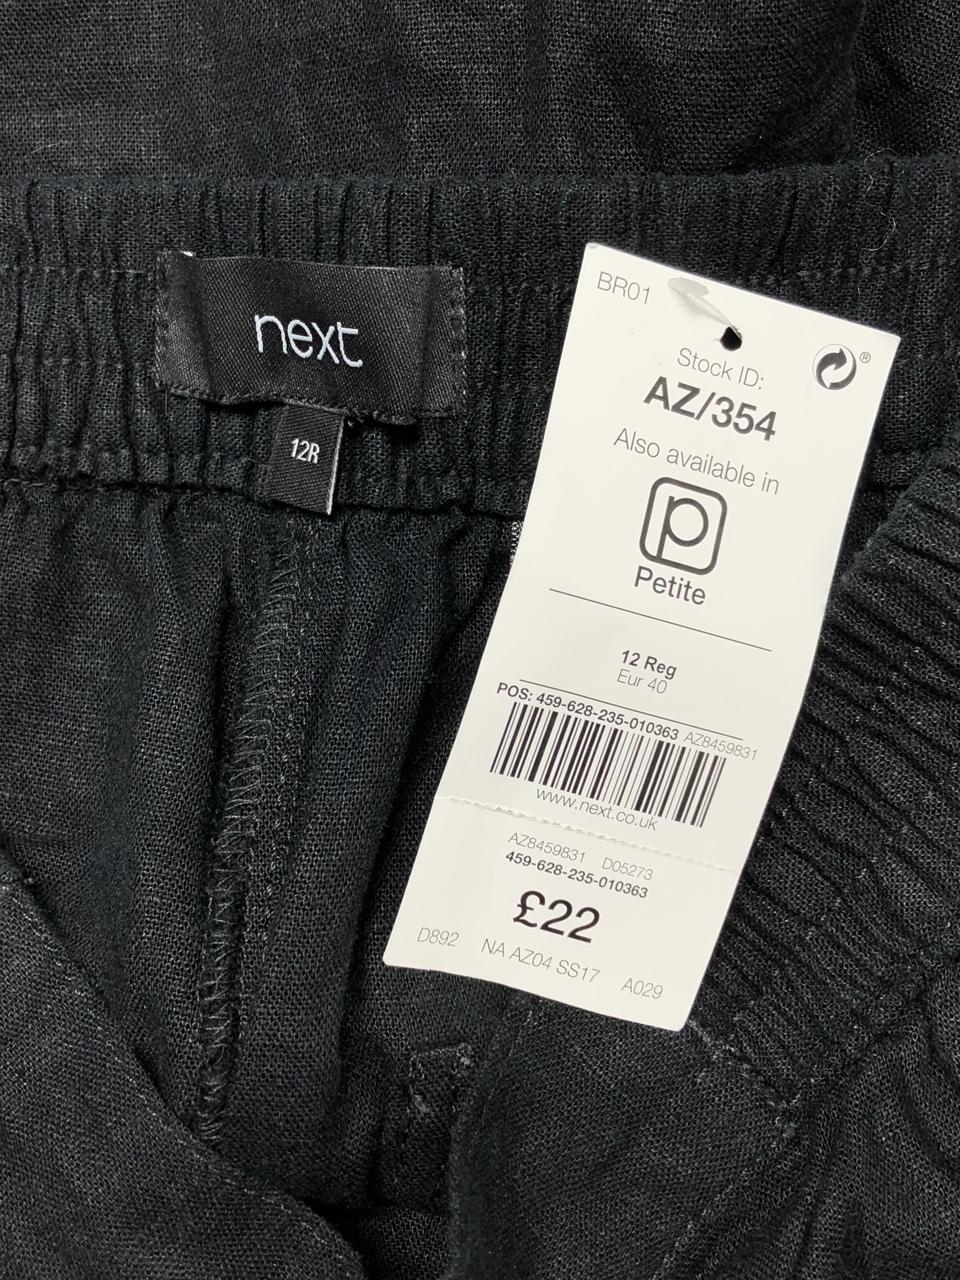 next
12R
BR01
Stock ID:
®
AZ/354
Also available in
p
Petite
12 Reg
Eur 40
POS: 459-628-235-010363 AZ8459831
www.next.co.uk
AZ8459831 D05273
459-628-235-010363
£22
D892 NA AZ04 SS17 A029